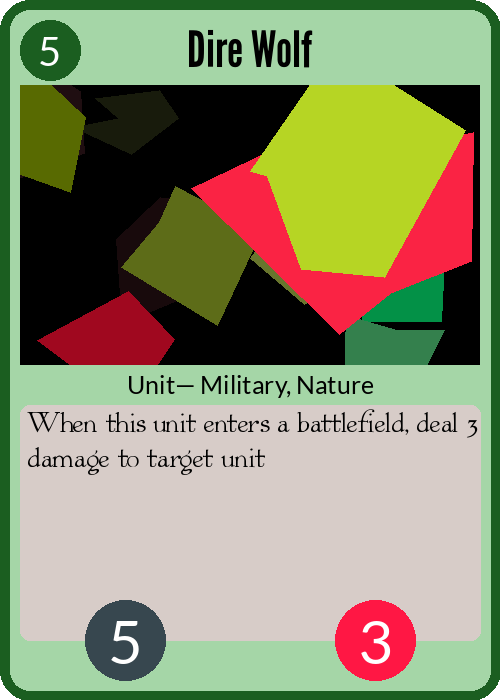 5
Dire Wolf
Unit— Military, Nature
When this unit enters a battlefield, deal 3
damage to target unit
5
3